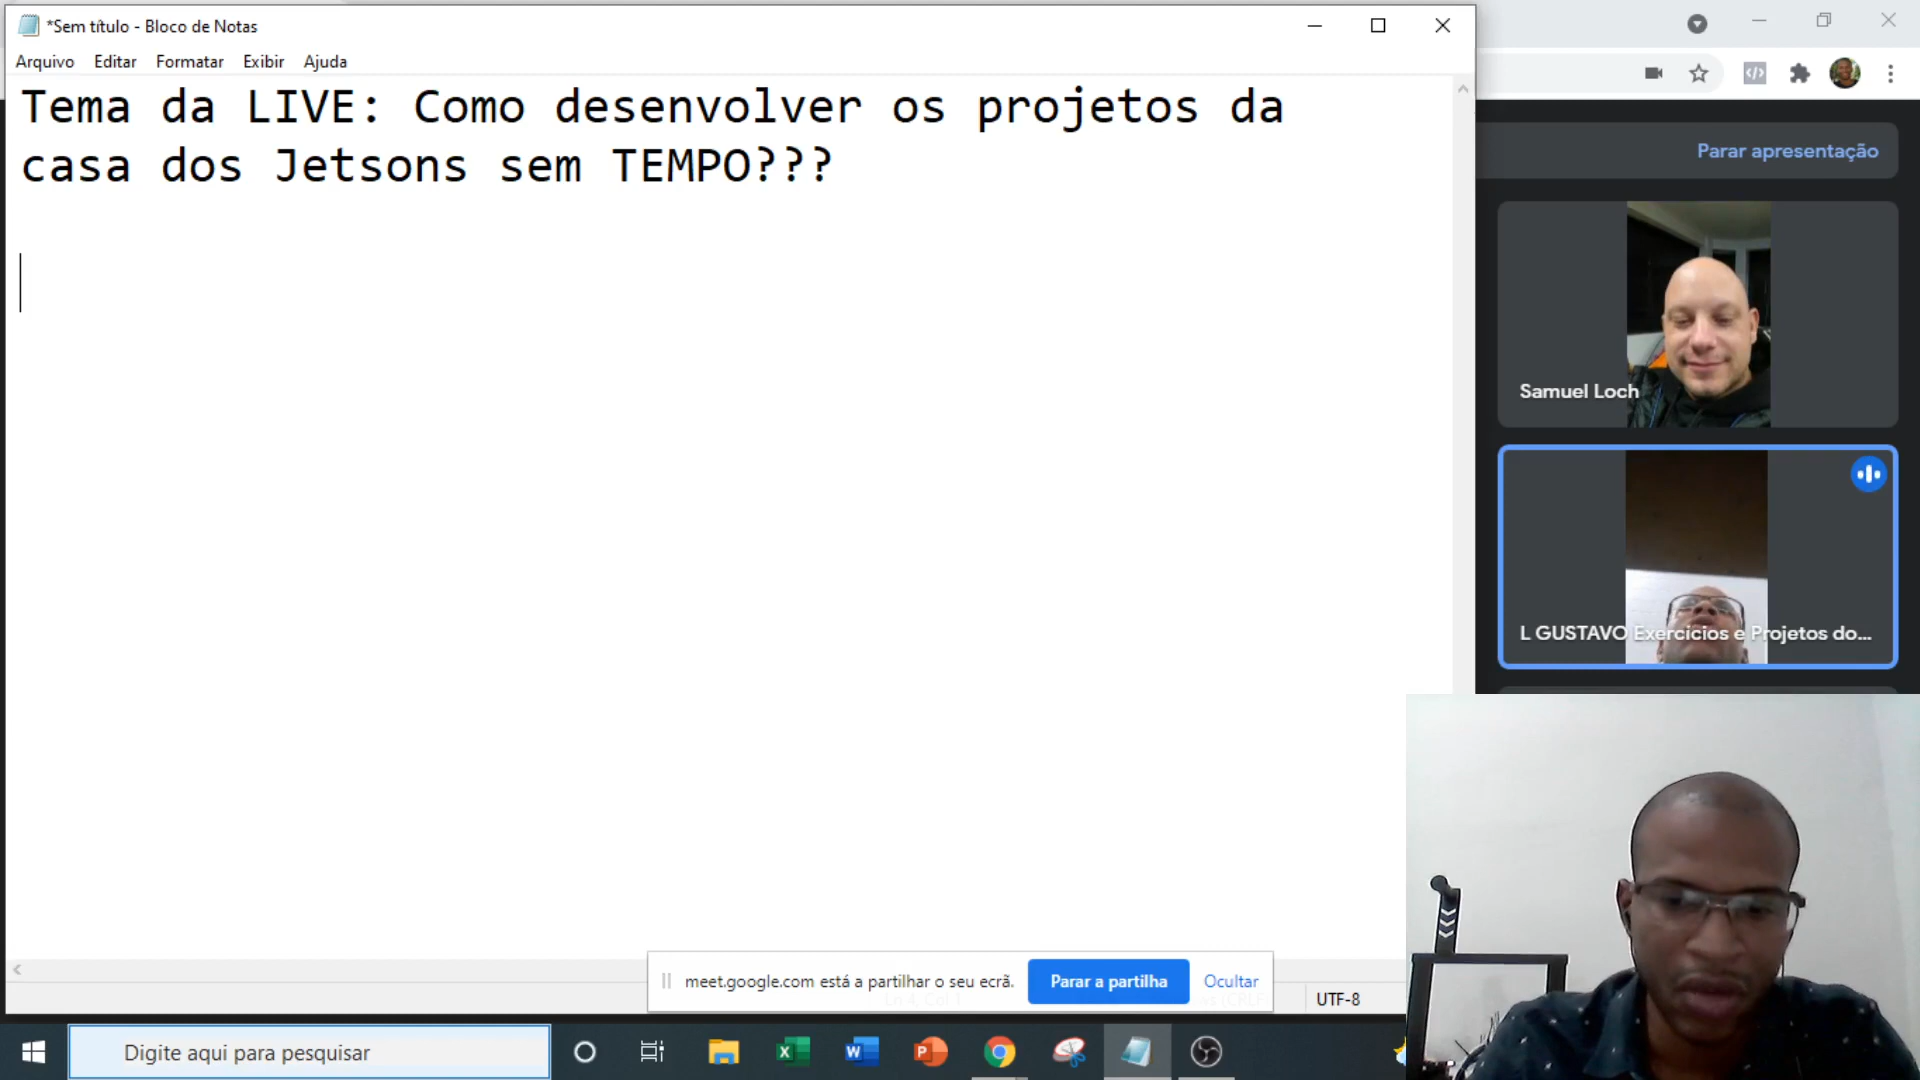 *Sem título - Bloco de Notas
Arquivo Editar Formatar Exibir Ajuda
Tema da LIVE: Como desenvolver os projetos da
casa dos Jetsons sem TEMPO???
Parar apresentação
Samuel Loch
L GUSTAVO Exercícios e Projetos do...
meet.google.com está a partilhar o seu ecrã. Parar a partilha Ocultar
UTF-8
Digite aqui para pesquisar